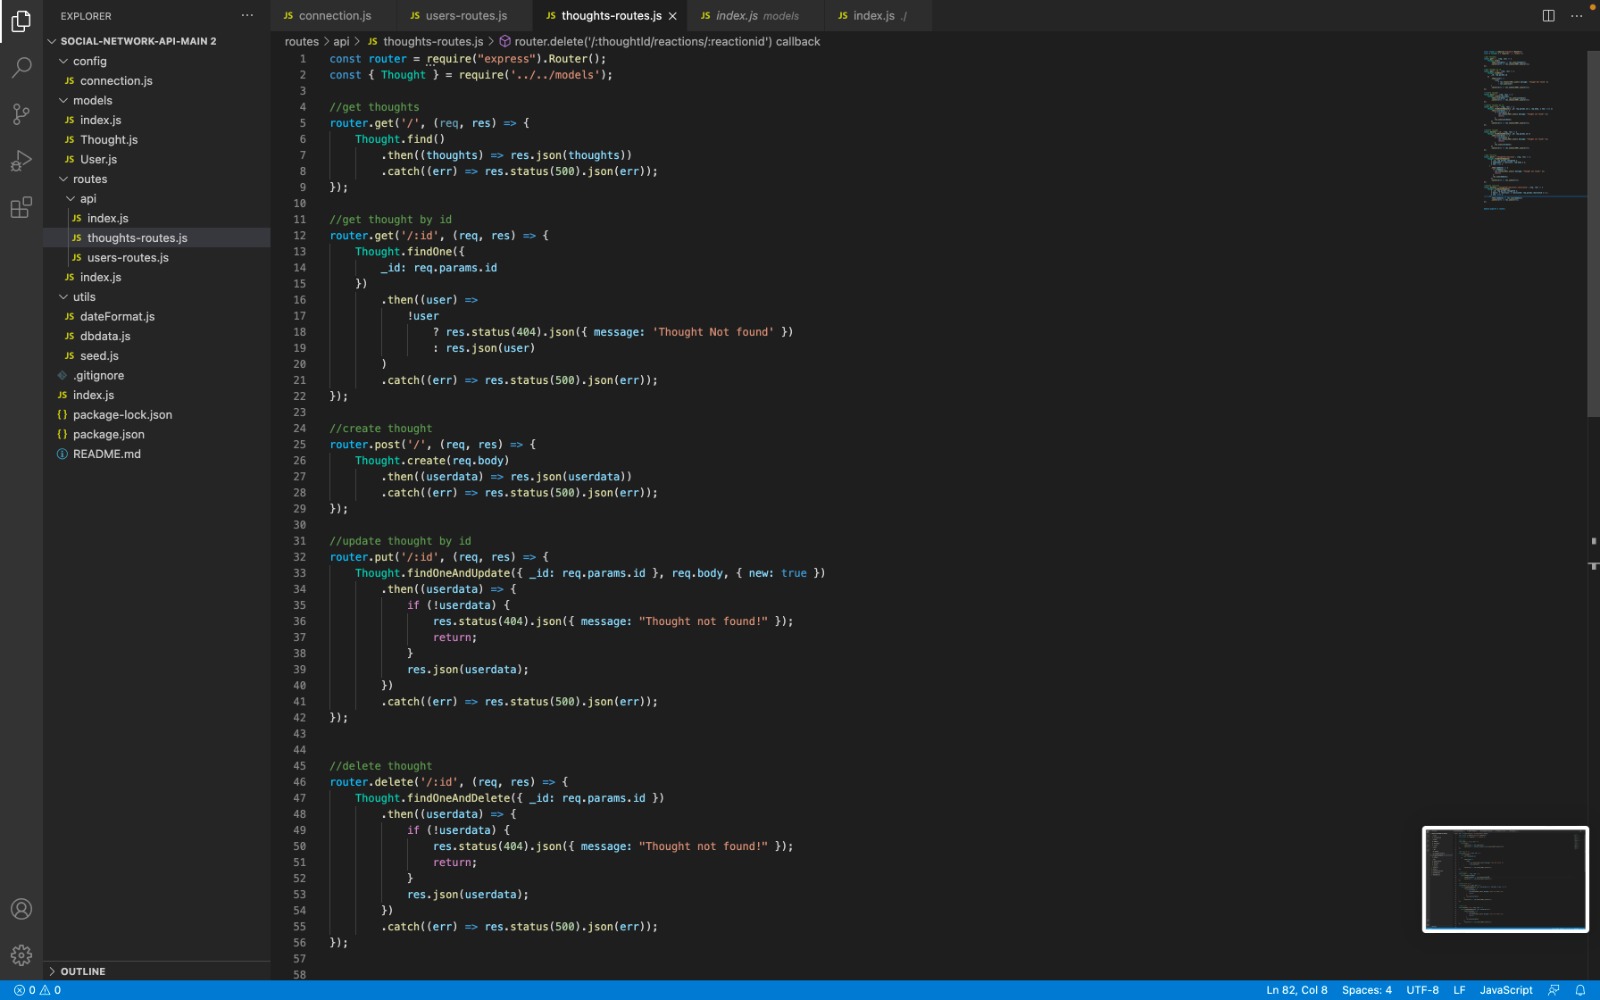 EXPLORER
SOCIAL-NETWORK-API-MAIN 2
config
JS connection.js
models
JS index.js
JS Thought.js
JS User.js
routes
api
JS index.js
JS thoughts-routes.js
JS users-routes.js
JS index.js
utils
JS dateFormat.js
JS dbdata.js
JS seed.js
.gitignore
JS index.js
{} package-lock.json
{} package.json
README.md
OUTLINE
JS connection.js JS users-routes.js JS thoughts-routes.js JS index.js models JS index.js ./
routes > api > JS thoughts-routes.js > router.delete('/:thoughtId/reactions/:reactionid') callback
1 const router = require("express").Router();
2 const { Thought } = require('../../models');
3
4 //get thoughts
5 router.get('/', (req, res) => {
6 Thought.find()
7 .then((thoughts) => res.json(thoughts))
8 .catch((err) => res.status(500).json(err));
9 });
10
11 //get thought by id
12 router.get('/:id', (req, res) => {
13 Thought.findOne({
14 _id: req.params.id
15 })
16 .then((user) =>
17 !user
18 ? res.status(404).json({ message: 'Thought Not found' })
19 : res.json(user)
20 )
21 .catch((err) => res.status(500).json(err));
22 });
23
24 //create thought
25 router.post('/', (req, res) => {
26 Thought.create(req.body)
27 .then((userdata) => res.json(userdata))
28 .catch((err) => res.status(500).json(err));
29 });
30
31 //update thought by id
32 router.put('/:id', (req, res) => {
33 Thought.findOneAndUpdate({ _id: req.params.id }, req.body, { new: true })
34 .then((userdata) => {
35 if (!userdata) {
36 res.status(404).json({ message: "Thought not found!" });
37 return;
38 }
39 res.json(userdata);
40 })
41 .catch((err) => res.status(500).json(err));
42 });
43
44
45 //delete thought
46 router.delete('/:id', (req, res) => {
47 Thought.findOneAndDelete({ _id: req.params.id })
48 .then((userdata) => {
49 if (!userdata) {
50 res.status(404).json({ message: "Thought not found!" });
51 return;
52 }
53 res.json(userdata);
54 })
55 .catch((err) => res.status(500).json(err));
56 });
57
58
0 0 Ln 82, Col 8 Spaces: 4 UTF-8 LF JavaScript